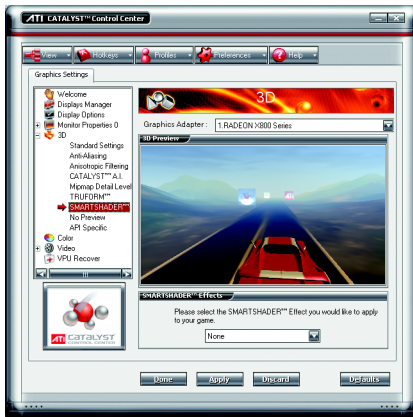 ATI CATALYST™ Control Center
View
Hotkeys
Profiles
Preferences
Help
Graphics Settings
Welcome
Displays Manager
Display Options
Monitor Properties 0
3D
Standard Settings
Anti-Aliasing
Anisotropic Filtering
CATALYST™ A.I.
Mipmap Detail Level
TRUFORM™
SMARTSHADER™
No Preview
API Specific
Color
Video
VPU Recover
3D
Graphics Adapter :
1.RADEON X800 Series
3D Preview
SMARTSHADER™ Effects
Please select the SMARTSHADER™ Effect you would like to apply
to your game.
None
ATI CATALYST
CONTROL CENTER
Done
Apply
Discard
Defaults